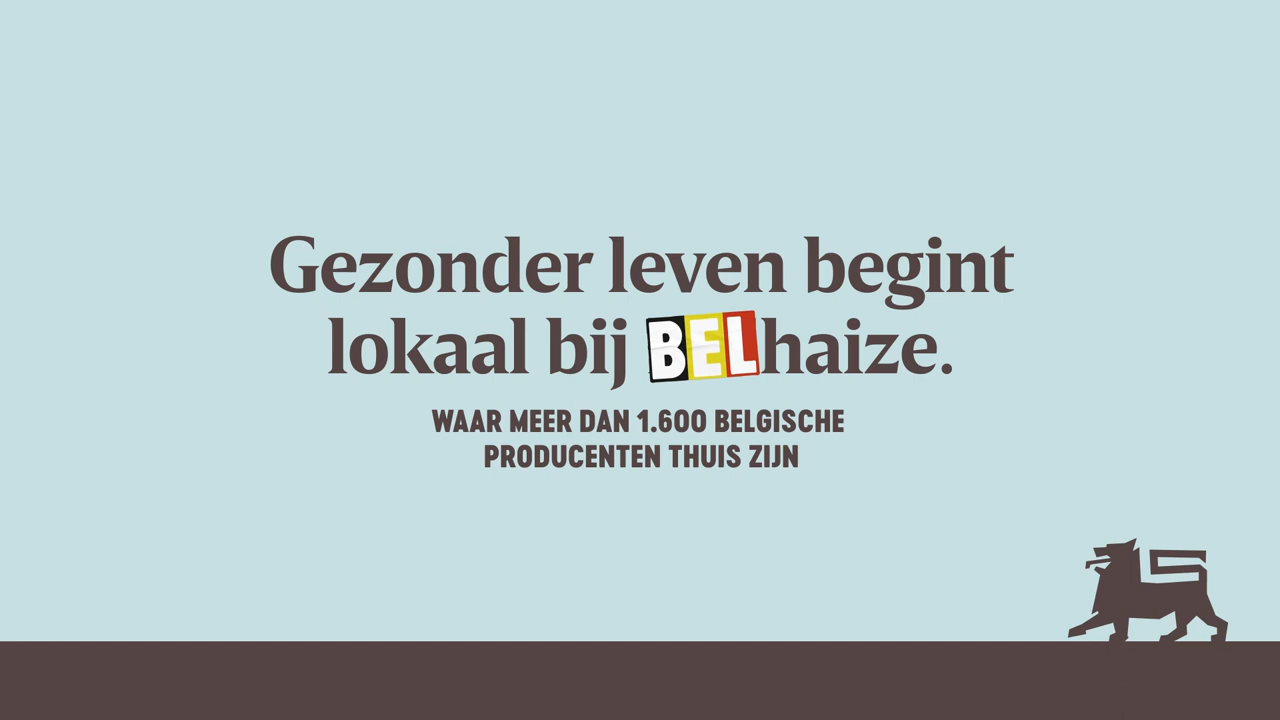 Gezonder leven begint
lokaal bij BELhaize.
WAAR MEER DAN 1.600 BELGISCHE
PRODUCENTEN THUIS ZIJN